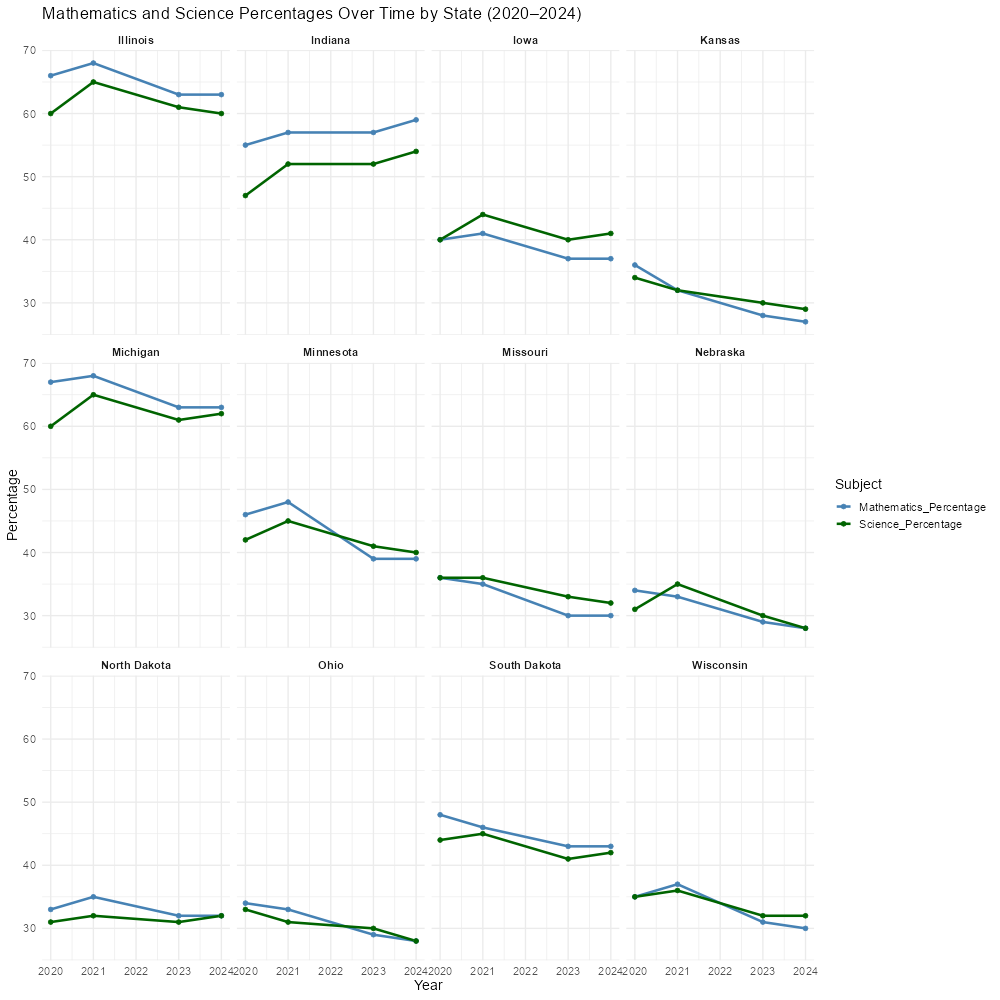 Mathematics and Science Percentages Over Time by State (2020–2024)
Illinois Indiana Iowa Kansas
70
60
50
40
30
Michigan Minnesota Missouri Nebraska
70
60
50
40
30
Percentage
Subject
Mathematics_Percentage
Science_Percentage
North Dakota Ohio South Dakota Wisconsin
70
60
50
40
30
2020 2021 2022 2023 2024 2020 2021 2022 2023 2024 2020 2021 2022 2023 2024 2020 2021 2022 2023 2024
Year